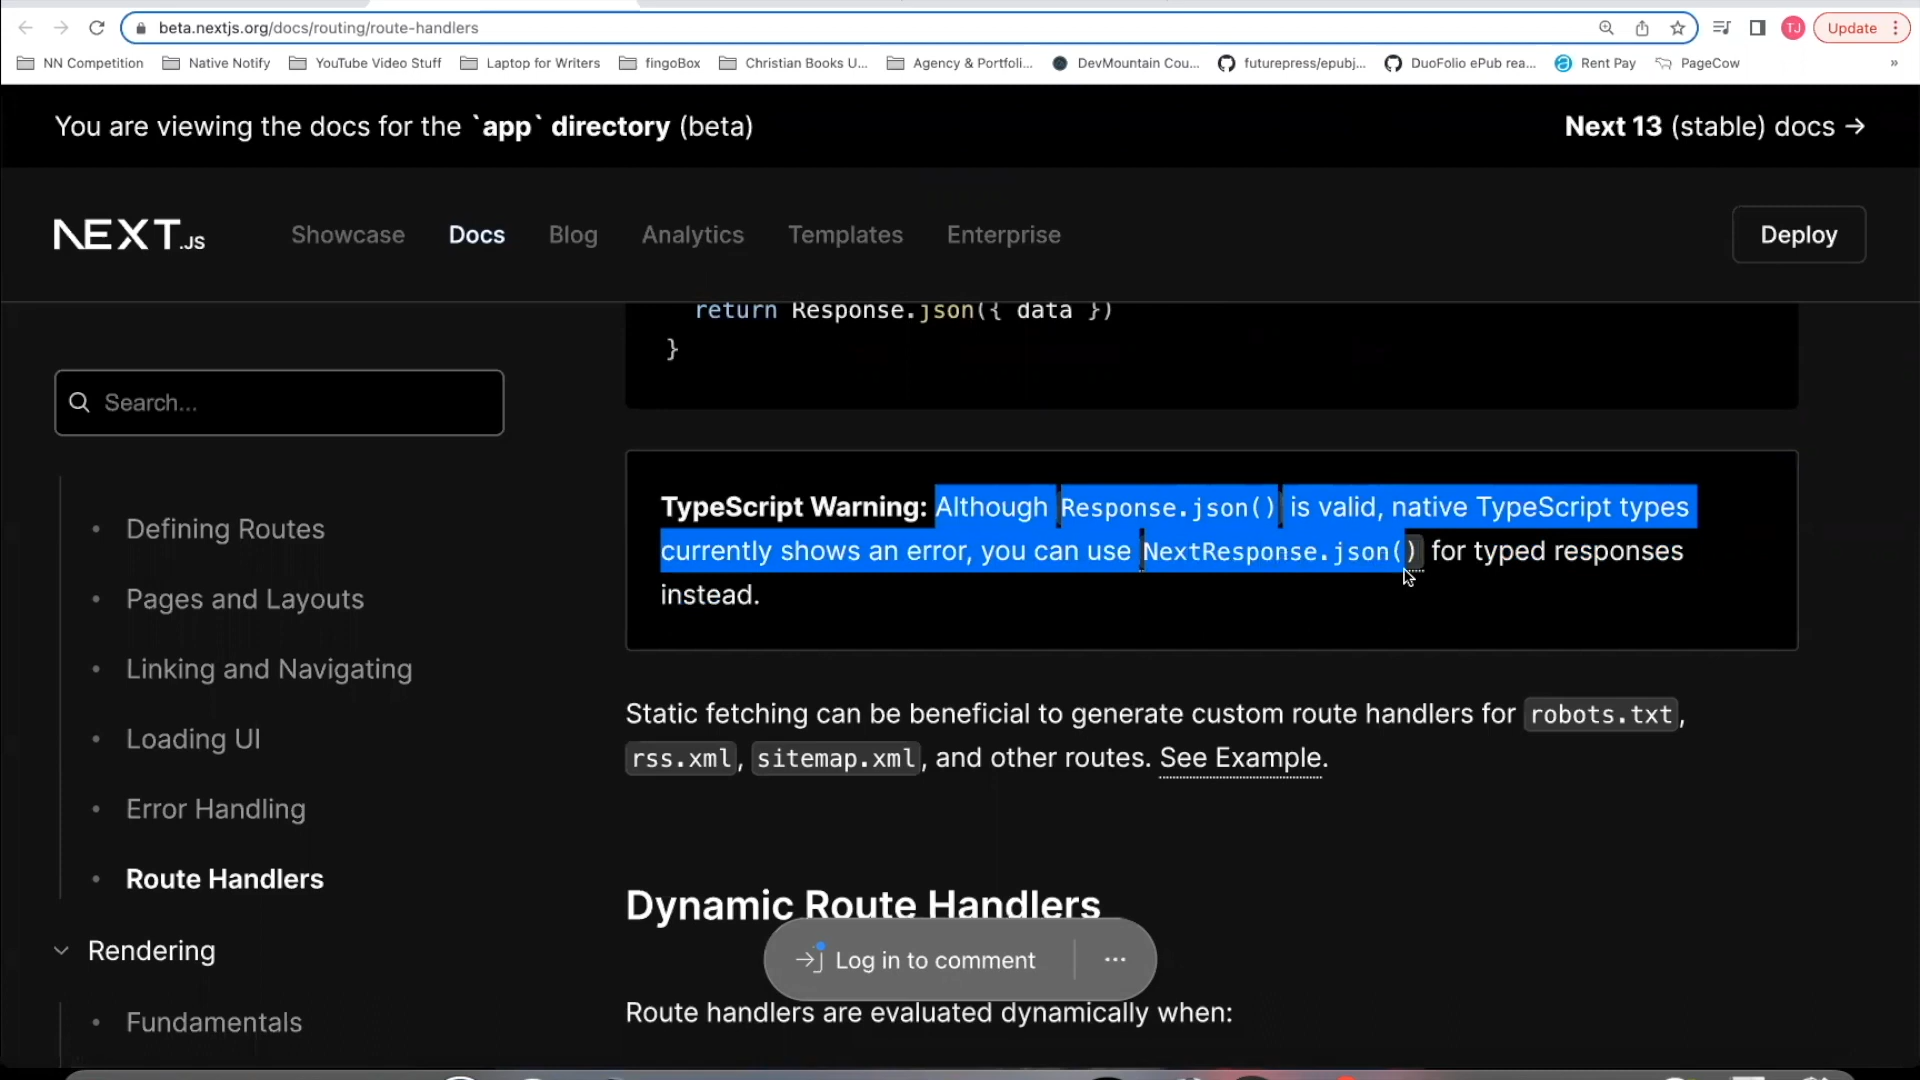 beta.nextjs.org/docs/routing/route-handlers
TJ
Update
NN Competition
Native Notify
YouTube Video Stuff
Laptop for Writers
fingoBox
Christian Books U...
Agency & Portfoli...
DevMountain Cou...
futurepress/epubj...
DuoFolio ePub rea...
Rent Pay
PageCow
»
You are viewing the docs for the `app` directory (beta)
Next 13 (stable) docs →
NEXT.JS
Showcase
Docs
Blog
Analytics
Templates
Enterprise
Deploy
Search...
Defining Routes
Pages and Layouts
Linking and Navigating
Loading UI
Error Handling
Route Handlers
Rendering
Fundamentals
return Response.json({ data })
}
TypeScript Warning: Although Response.json() is valid, native TypeScript types
currently shows an error, you can use NextResponse.json() for typed responses
instead.
Static fetching can be beneficial to generate custom route handlers for robots.txt,
rss.xml, sitemap.xml, and other routes. See Example.
Dynamic Route Handlers
Log in to comment
Route handlers are evaluated dynamically when: